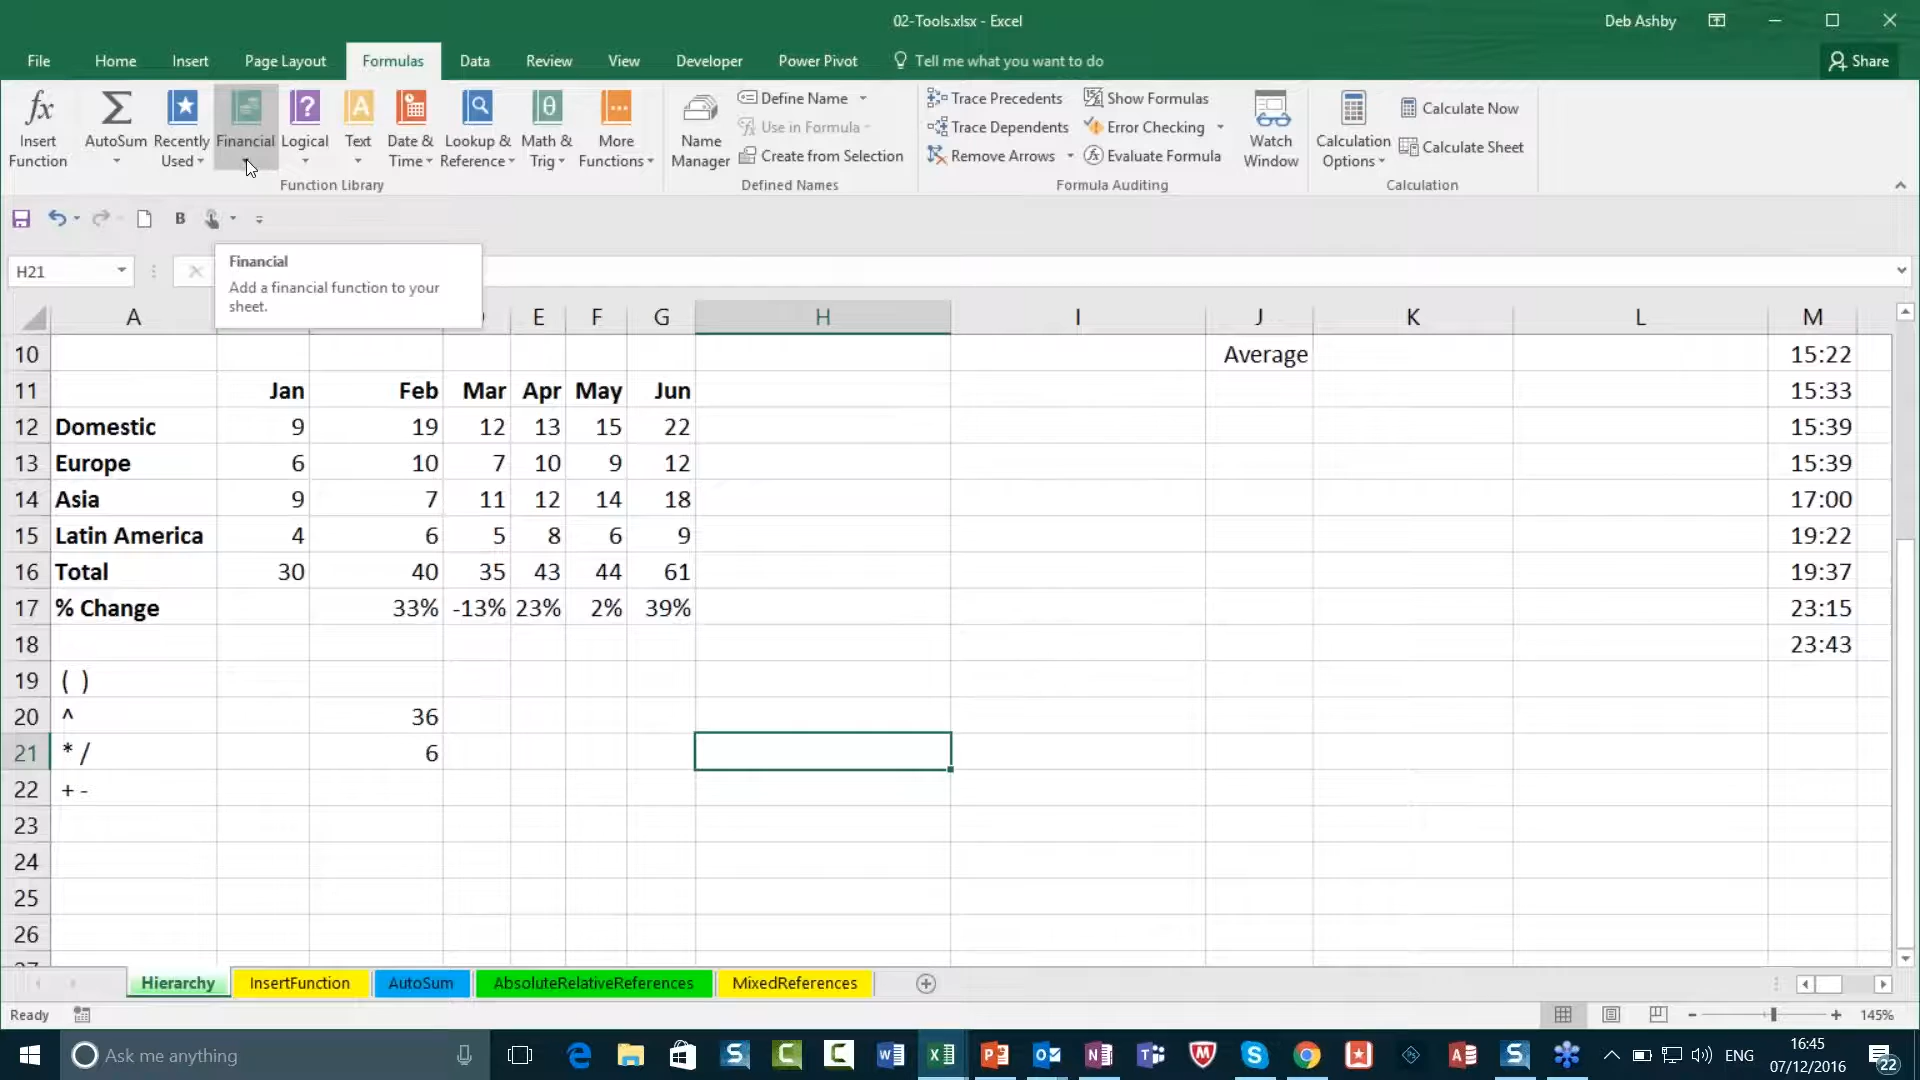 02-Tools.xlsx - Excel
Deb Ashby
File Home Insert Page Layout Formulas Data Review View Developer Power Pivot Tell me what you want to do Share
fx
Insert Function
AutoSum
Recently Used
Financial
Logical
Text
Date & Time
Lookup & Reference
Math & Trig
More Functions
Function Library
Name Manager
Define Name
Use in Formula
Create from Selection
Defined Names
Trace Precedents
Trace Dependents
Remove Arrows
Show Formulas
Error Checking
Evaluate Formula
Formula Auditing
Watch Window
Calculation Options
Calculate Now
Calculate Sheet
Calculation
B
H21
Financial
Add a financial function to your
sheet.
A E F G H I J K L M
10 Average 15:22
11 Jan Feb Mar Apr May Jun 15:33
12 Domestic 9 19 12 13 15 22 15:39
13 Europe 6 10 7 10 9 12 15:39
14 Asia 9 7 11 12 14 18 17:00
15 Latin America 4 6 5 8 6 9 19:22
16 Total 30 40 35 43 44 61 19:37
17 % Change 33% -13% 23% 2% 39% 23:15
18 23:43
19 ( )
20 ^ 36
21 * / 6
22 + -
23
24
25
26
Hierarchy InsertFunction AutoSum AbsoluteRelativeReferences MixedReferences
Ready 145%
Ask me anything
ENG
16:45
07/12/2016
22